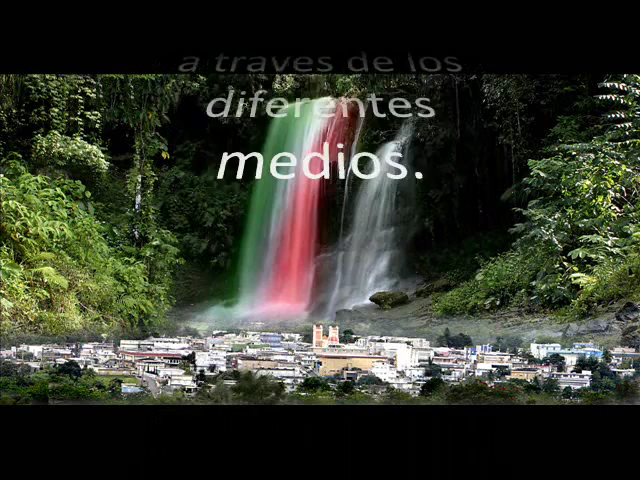 a traves de los
diferentes
medios.